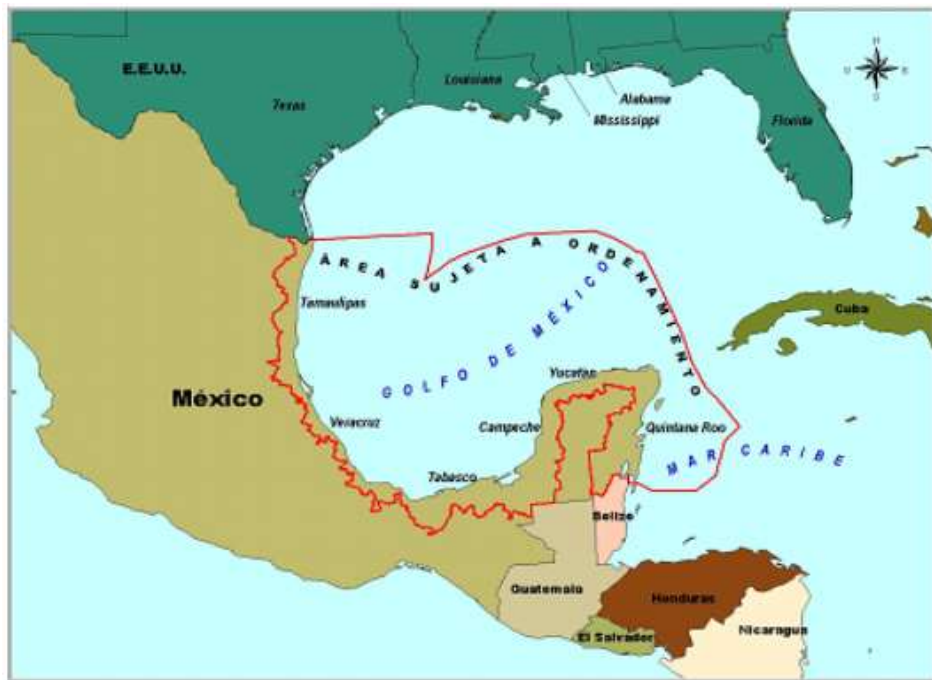 E.E.U.U.
Texas
Louisiana
Alabama
Mississippi
Florida
ÁREA SUJETA A ORDENAMIENTO
Tamaulipas
GOLFO DE MÉXICO
Cuba
México
Yucatan
Veracruz
Campeche
Quintana Roo
MAR CARIBE
Tabasco
Belize
Guatemala
Honduras
El Salvador
Nicaragua